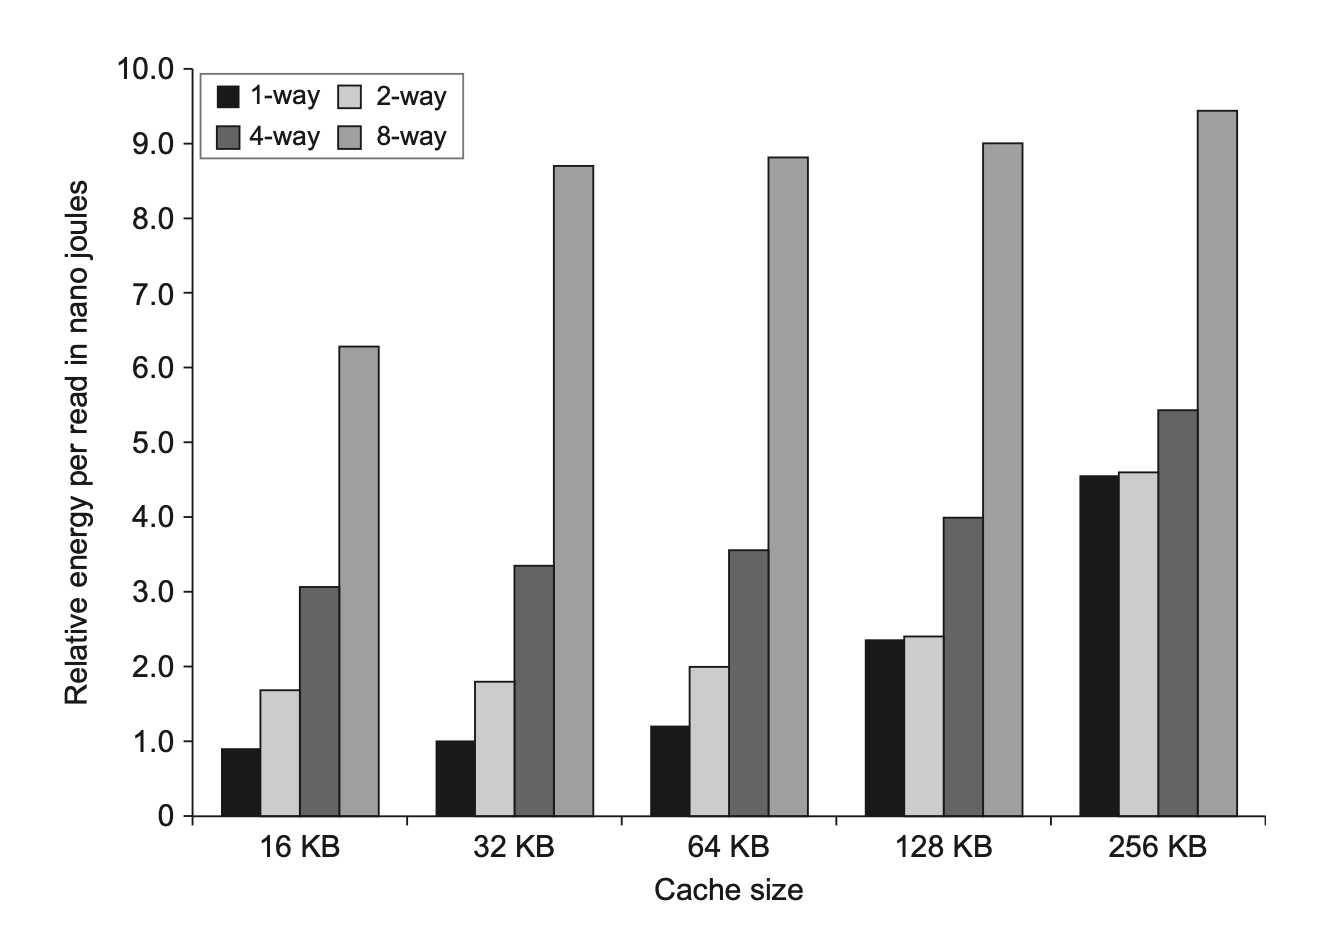 10.0
9.0
8.0
7.0
6.0
5.0
4.0
3.0
2.0
1.0
0
Relative energy per read in nano joules
1-way 2-way
4-way 8-way
16 KB 32 KB 64 KB 128 KB 256 KB
Cache size